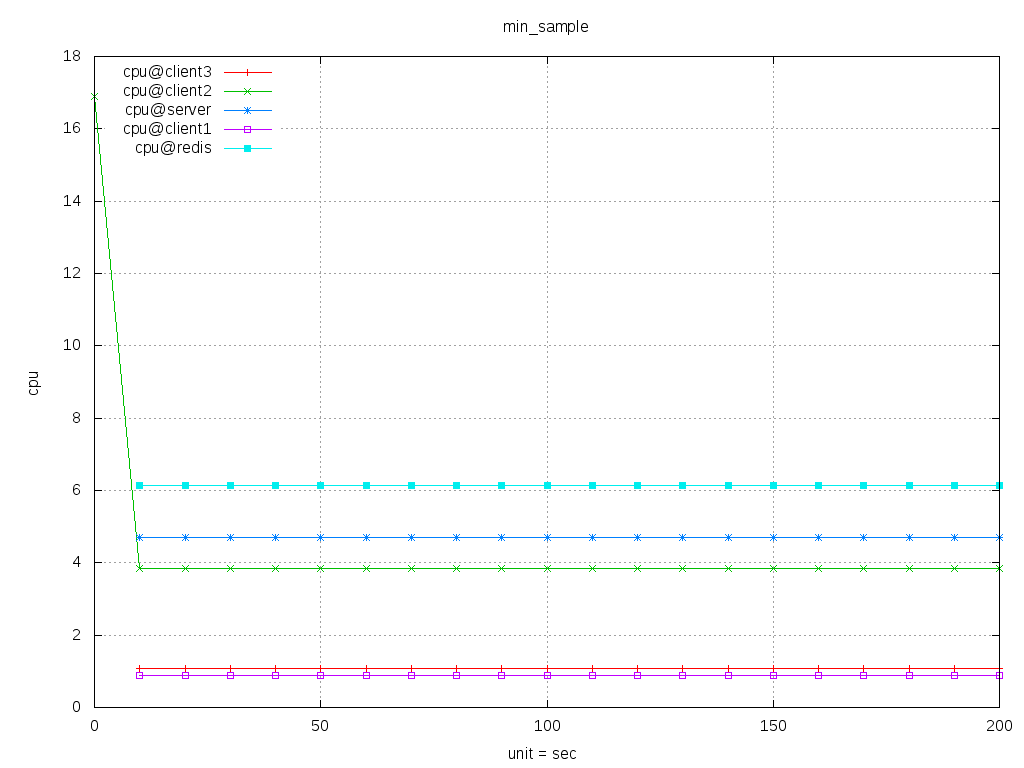 min_sample
18
16
14
12
10
8
6
4
2
0
cpu
cpu@client3
cpu@client2
cpu@server
cpu@client1
cpu@redis
0 50 100 150 200
unit = sec